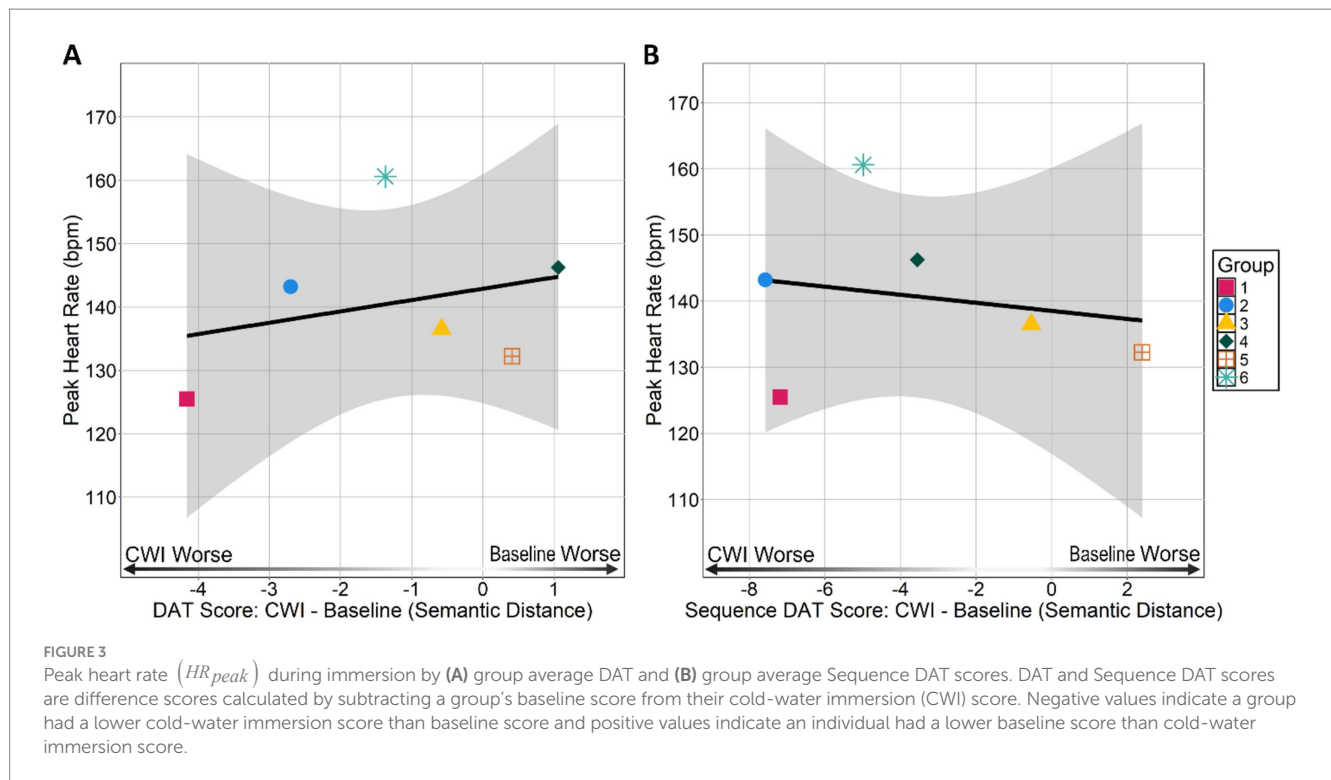 A
B
170
160
150
140
130
120
110
Peak Heart Rate (bpm)
CWI Worse
Baseline Worse
-4
-3
-2
-1
0
1
DAT Score: CWI - Baseline (Semantic Distance)
170
160
150
140
130
120
110
Peak Heart Rate (bpm)
CWI Worse
Baseline Worse
-8
-6
-4
-2
0
2
Sequence DAT Score: CWI - Baseline (Semantic Distance)
Group
1
2
3
4
5
6
FIGURE 3
Peak heart rate (HRpeak) during immersion by (A) group average DAT and (B) group average Sequence DAT scores. DAT and Sequence DAT scores
are difference scores calculated by subtracting a group's baseline score from their cold-water immersion (CWI) score. Negative values indicate a group
had a lower cold-water immersion score than baseline score and positive values indicate an individual had a lower baseline score than cold-water
immersion score.